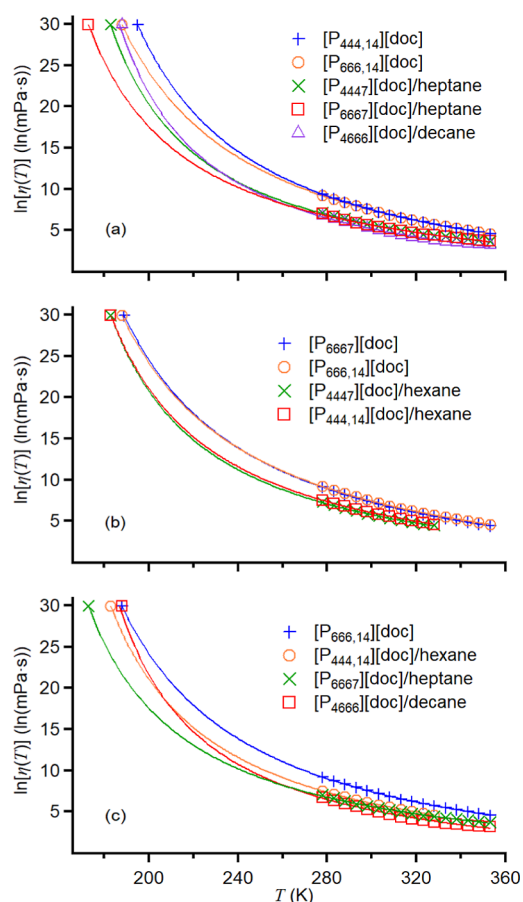 30
25
20
15
10
5
ln[η(T)] (ln(mPa·s))
[P444,14][doc]
[P666,14][doc]
[P4447][doc]/heptane
[P6667][doc]/heptane
[P4666][doc]/decane
(a)
30
25
20
15
10
5
ln[η(T)] (ln(mPa·s))
[P6667][doc]
[P666,14][doc]
[P4447][doc]/hexane
[P444,14][doc]/hexane
(b)
30
25
20
15
10
5
ln[η(T)] (ln(mPa·s))
[P666,14][doc]
[P444,14][doc]/hexane
[P6667][doc]/heptane
[P4666][doc]/decane
(c)
200 240 280 320 360
T (K)